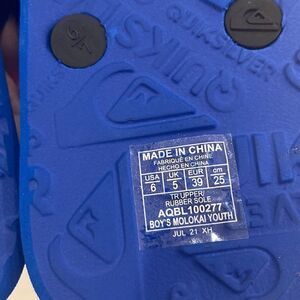 QUIKSILVER
MADE IN CHINA
FABRIQUÉ EN CHINE
HECHO EN CHINA
USA UK EUR cm
6 5 39 25
TR UPPER/
RUBBER SOLE
AQBL100277
BOY'S MOLOKAI YOUTH
JUL 21 XH